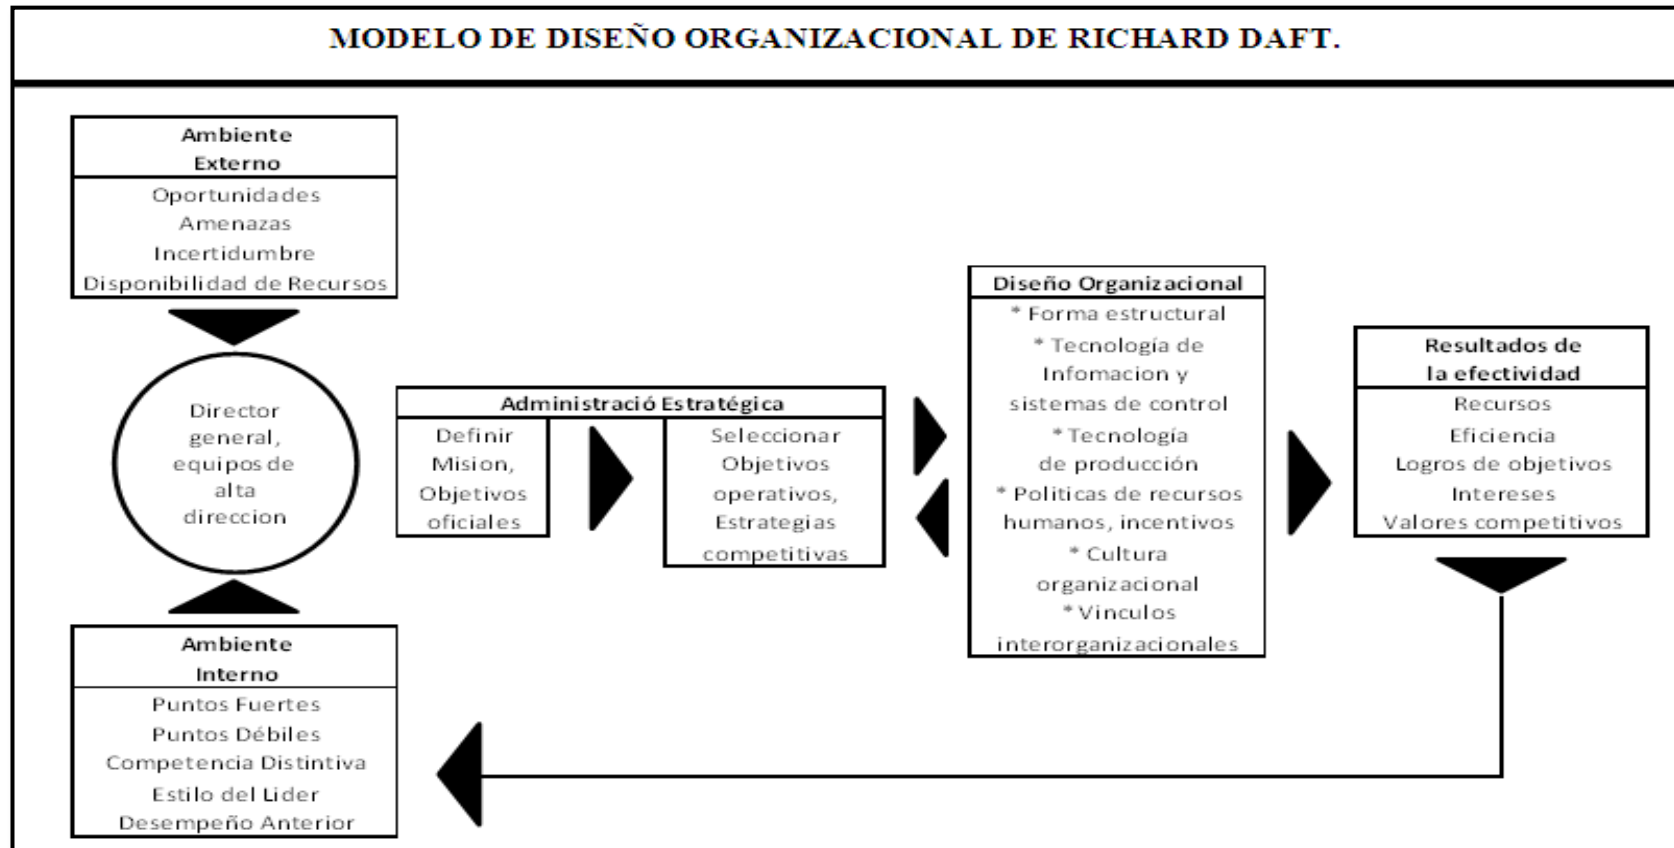 MODELO DE DISEÑO ORGANIZACIONAL DE RICHARD DAFT.
Ambiente
Externo
Oportunidades
Amenazas
Incertidumbre
Disponibilidad de Recursos
Director
general,
equipos de
alta
direccion
Ambiente
Interno
Puntos Fuertes
Puntos Débiles
Competencia Distintiva
Estilo del Lider
Desempeño Anterior
Administració Estratégica
Definir
Mision,
Objetivos
oficiales
Seleccionar
Objetivos
operativos,
Estrategias
competitivas
Diseño Organizacional
* Forma estructural
* Tecnología de
Infomacion y
sistemas de control
* Tecnología
de producción
* Politicas de recursos
humanos, incentivos
* Cultura
organizacional
* Vinculos
interorganizacionales
Resultados de
la efectividad
Recursos
Eficiencia
Logros de objetivos
Intereses
Valores competitivos